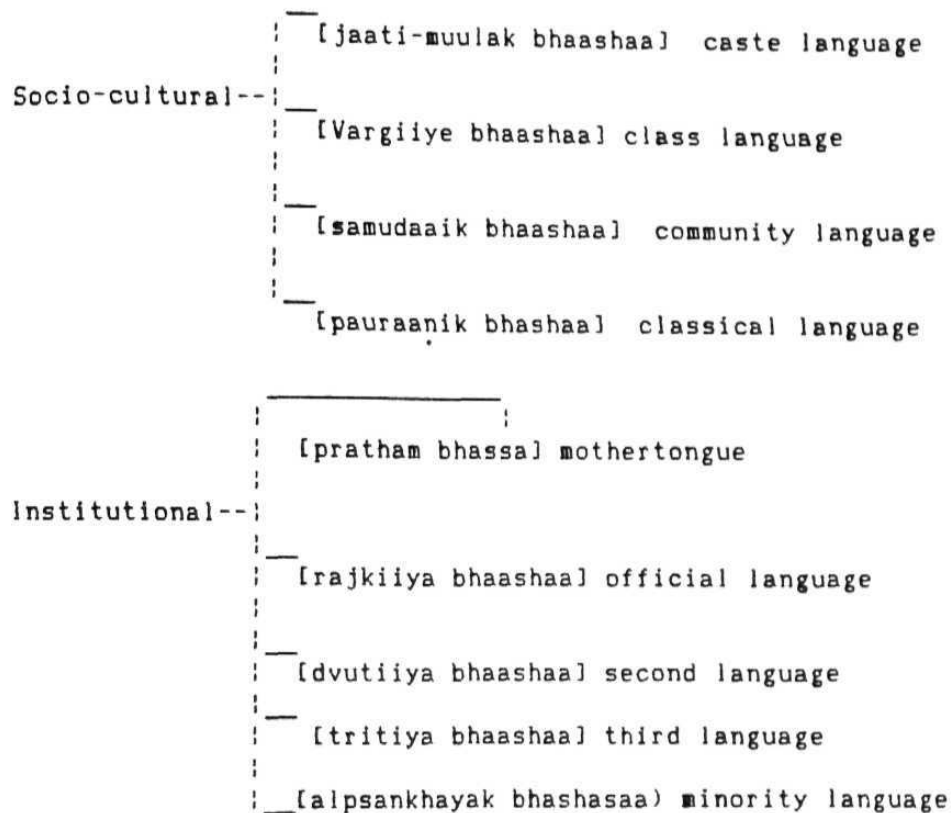 [jaati-muulak bhaashaa] caste language
Socio-cultural--
[Vargiiye bhaashaa] class language
[samudaaik bhaashaa] community language
[pauraaṇik bhashaa] classical language
[pratham bhassa] mothertongue
Institutional--
[rajkiiya bhaashaa] official language
[dvutiiya bhaashaa] second language
[tritiya bhaashaa] third language
[alpsankhayak bhashasaa) minority language